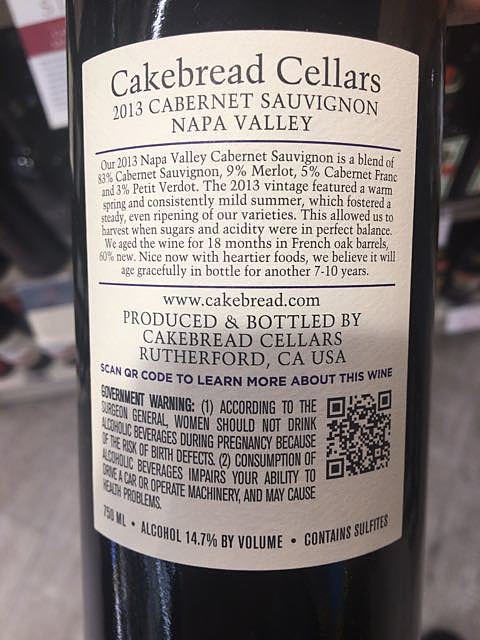 Cakebread Cellars
2013 CABERNET SAUVIGNON
NAPA VALLEY
Our 2013 Napa Valley Cabernet Sauvignon is a blend of
83% Cabernet Sauvignon, 9% Merlot, 5% Cabernet Franc
and 3% Petit Verdot. The 2013 vintage featured a warm
spring and consistently mild summer, which fostered a
steady, even ripening of our varieties. This allowed us to
harvest when sugars and acidity were in perfect balance.
We aged the wine for 18 months in French oak barrels,
60% new. Nice now with heartier foods, we believe it will
age gracefully in bottle for another 7-10 years.
www.cakebread.com
PRODUCED & BOTTLED BY
CAKEBREAD CELLARS
RUTHERFORD, CA USA
SCAN QR CODE TO LEARN MORE ABOUT THIS WINE
GOVERNMENT WARNING: (1) ACCORDING TO THE
SURGEON GENERAL, WOMEN SHOULD NOT DRINK
ALCOHOLIC BEVERAGES DURING PREGNANCY BECAUSE
OF THE RISK OF BIRTH DEFECTS. (2) CONSUMPTION OF
ALCOHOLIC BEVERAGES IMPAIRS YOUR ABILITY TO
DRIVE A CAR OR OPERATE MACHINERY, AND MAY CAUSE
HEALTH PROBLEMS.
750 ML • ALCOHOL 14.7% BY VOLUME • CONTAINS SULFITES